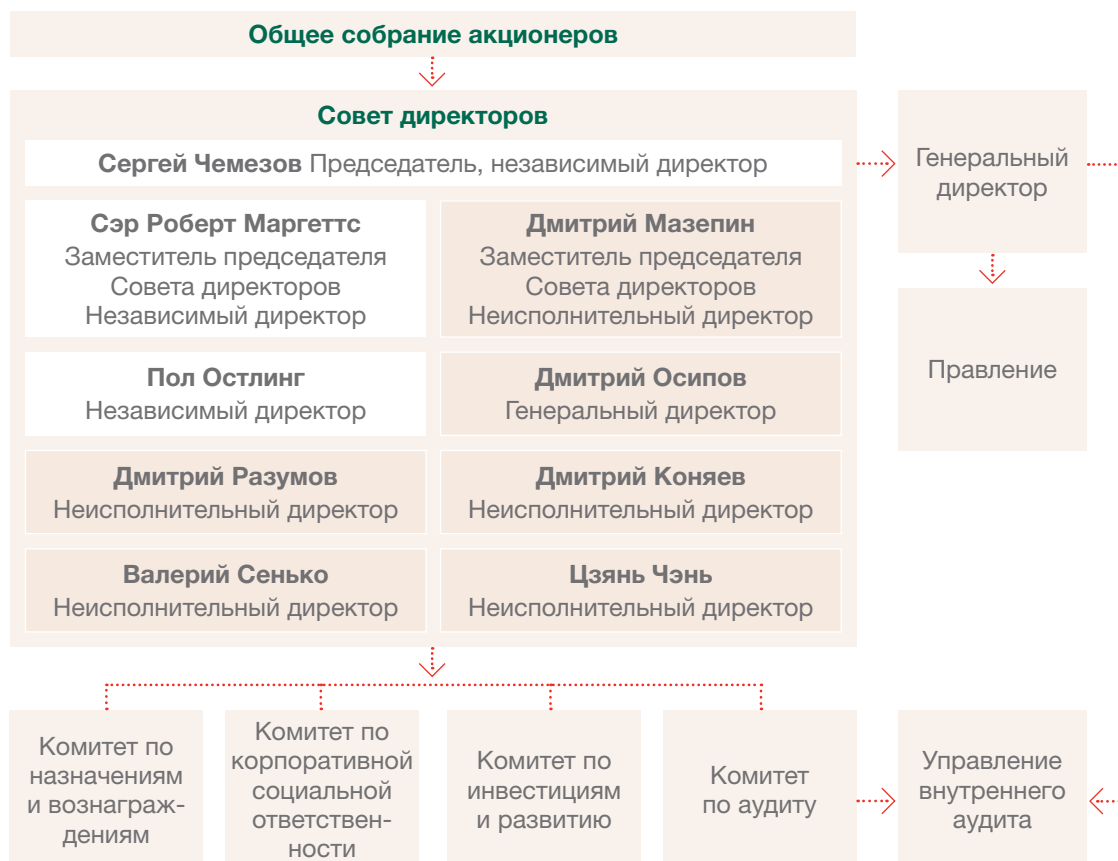 Общее собрание акционеров
Совет директоров
Сергей Чемезов Председатель, независимый директор
Сэр Роберт Маргеттс
Заместитель председателя
Совета директоров
Независимый директор
Дмитрий Мазепин
Заместитель председателя
Совета директоров
Неисполнительный директор
Пол Остлинг
Независимый директор
Дмитрий Осипов
Генеральный директор
Дмитрий Разумов
Неисполнительный директор
Дмитрий Коняев
Неисполнительный директор
Валерий Сенько
Неисполнительный директор
Цзянь Чэнь
Неисполнительный директор
Генеральный
директор
Правление
Комитет по
назначениям
и вознаграж-
дениям
Комитет по
корпоративной
социальной
ответствен-
ности
Комитет по
инвестициям
и развитию
Комитет
по аудиту
Управление
внутреннего
аудита